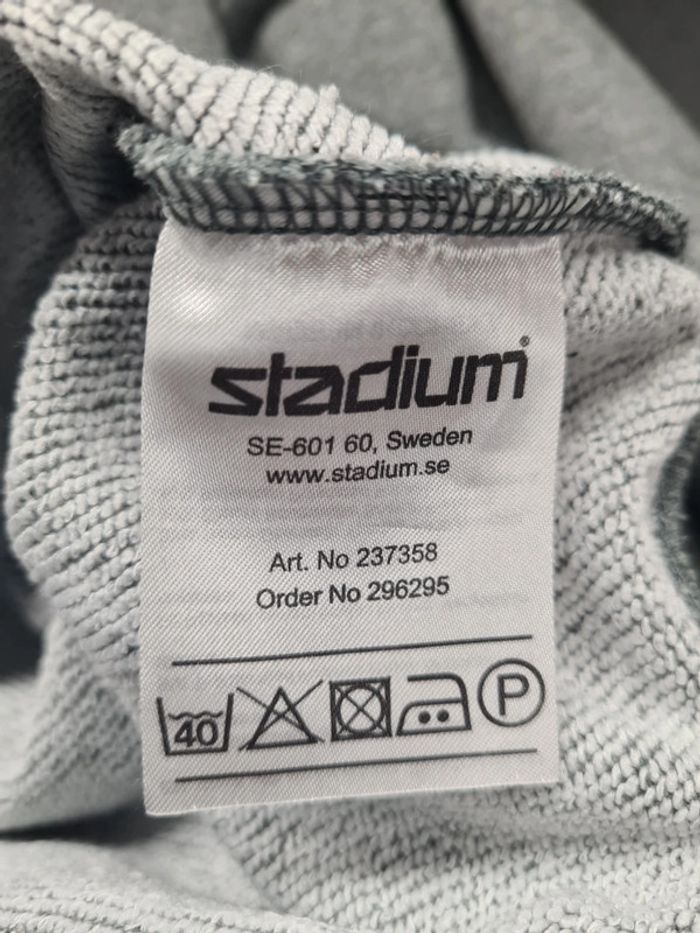 stadium®
SE-601 60, Sweden
www.stadium.se
Art. No 237358
Order No 296295
40
P